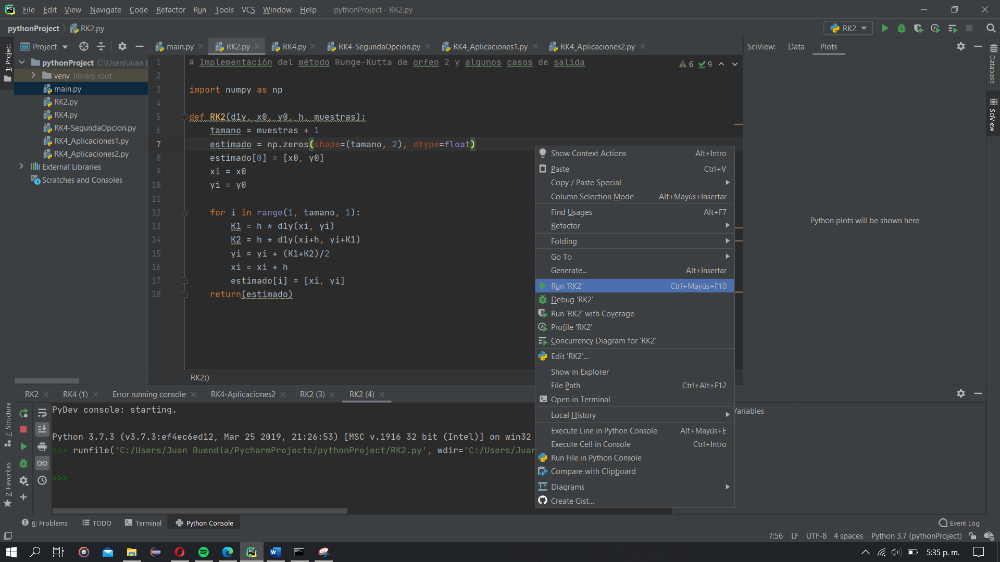 File Edit View Navigate Code Refactor Run Tools VCS Window Help pythonProject - RK2.py
pythonProject RK2.py RK2
Project main.py RK2.py RK4.py RK4-SegundaOpcion.py RK4_Aplicaciones1.py RK4_Aplicaciones2.py SciView: Data Plots
1: Project
pythonProject C:\Users\Juan
venv library root
main.py
RK2.py
RK4.py
RK4-SegundaOpcion.py
RK4_Aplicaciones1.py
RK4_Aplicaciones2.py
External Libraries
Scratches and Consoles
1 # Implementación del método Runge-Kutta de orfen 2 y algunos casos de salida
6 9
2
3 import numpy as np
4
5 def RK2(d1y, x0, y0, h, muestras):
6 tamano = muestras + 1
7 estimado = np.zeros(shape=(tamano, 2), dtype=float)
8 estimado[0] = [x0, y0]
9 xi = x0
10 yi = y0
11
12 for i in range(1, tamano, 1):
13 K1 = h * d1y(xi, yi)
14 K2 = h * d1y(xi+h, yi+K1)
15 yi = yi + (K1+K2)/2
16 xi = xi + h
17 estimado[i] = [xi, yi]
18 return(estimado)
RK2()
Show Context Actions Alt+Intro
Paste Ctrl+V
Copy / Paste Special
Column Selection Mode Alt+Mayús+Insertar
Find Usages Alt+F7
Refactor
Folding
Go To
Generate... Alt+Insertar
Run 'RK2' Ctrl+Mayús+F10
Debug 'RK2'
Run 'RK2' with Coverage
Profile 'RK2'
Concurrency Diagram for 'RK2'
Edit 'RK2'...
Show in Explorer
File Path Ctrl+Alt+F12
Open in Terminal
Local History
Execute Line in Python Console Alt+Mayús+E
Execute Cell in Console Ctrl+Intro
Run File in Python Console
Compare with Clipboard
Diagrams
Create Gist...
Python plots will be shown here
Database
SciView
RK2 RK4 (1) Error running console RK4-Aplicaciones2 RK2 (3) RK2 (4)
7: Structure
2: Favorites
PyDev console: starting.
Python 3.7.3 (v3.7.3:ef4ec6ed12, Mar 25 2019, 21:26:53) [MSC v.1916 32 bit (Intel)] on win32
>>> runfile('C:/Users/Juan Buendia/PycharmProjects/pythonProject/RK2.py', wdir='C:/Users/Juan
>>>
Variables
6: Problems TODO Terminal Python Console Event Log
7:56 LF UTF-8 4 spaces Python 3.7 (pythonProject)
5:35 p. m.